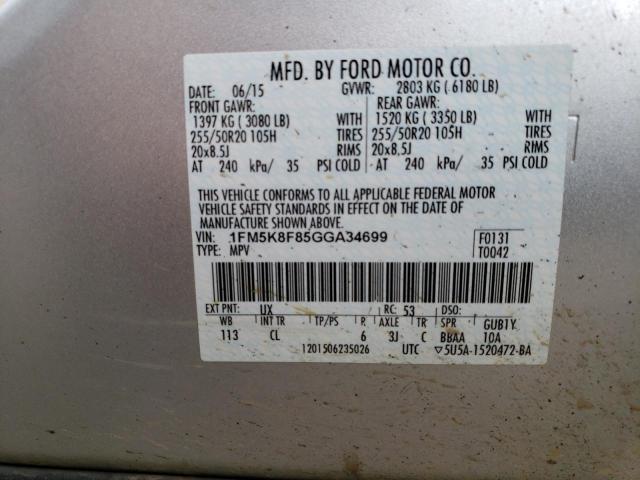 MFD. BY FORD MOTOR CO.
DATE: 06/15 GVWR: 2803 KG ( 6180 LB)
FRONT GAWR: REAR GAWR:
1397 KG ( 3080 LB) WITH 1520 KG ( 3350 LB) WITH
255/50R20 105H TIRES 255/50R20 105H TIRES
20x8.5J RIMS 20x8.5J RIMS
AT 240 kPa/ 35 PSI COLD AT 240 kPa/ 35 PSI COLD
THIS VEHICLE CONFORMS TO ALL APPLICABLE FEDERAL MOTOR
VEHICLE SAFETY STANDARDS IN EFFECT ON THE DATE OF
MANUFACTURE SHOWN ABOVE.
VIN: 1FM5K8F85GGA34699 F0131
TYPE: MPV T0042
EXT PNT: UX RC: 53 DSO:
WB INT TR TP/PS R AXLE TR SPR GUB1Y
113 CL 6 3J C BBAA 10A
1201506235026 UTC ▽5U5A-1520472-BA